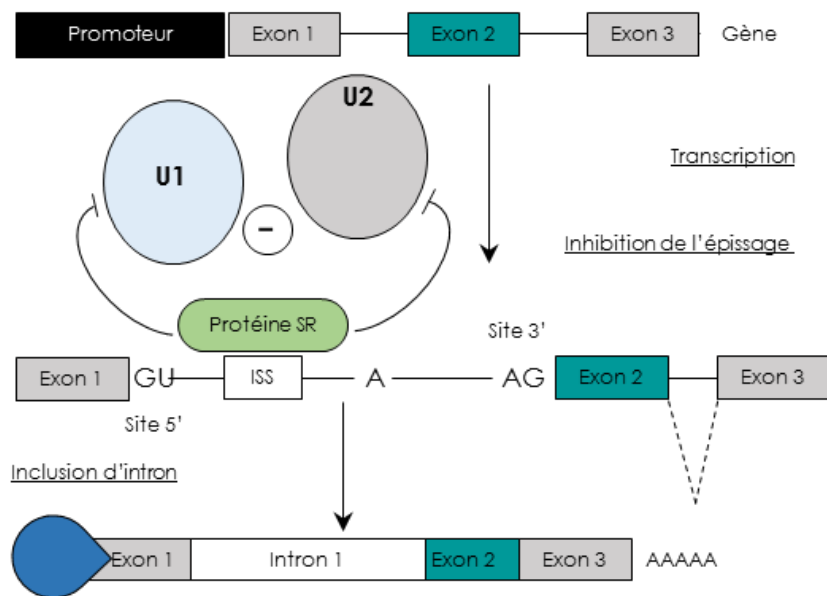 Promoteur Exon 1 Exon 2 Exon 3 Gène
U2
U1
Transcription
–
Inhibition de l'épissage
Protéine SR
Site 3'
Exon 1 GU ISS A AG Exon 2 Exon 3
Site 5'
Inclusion d'intron
Exon 1 Intron 1 Exon 2 Exon 3 AAAAA